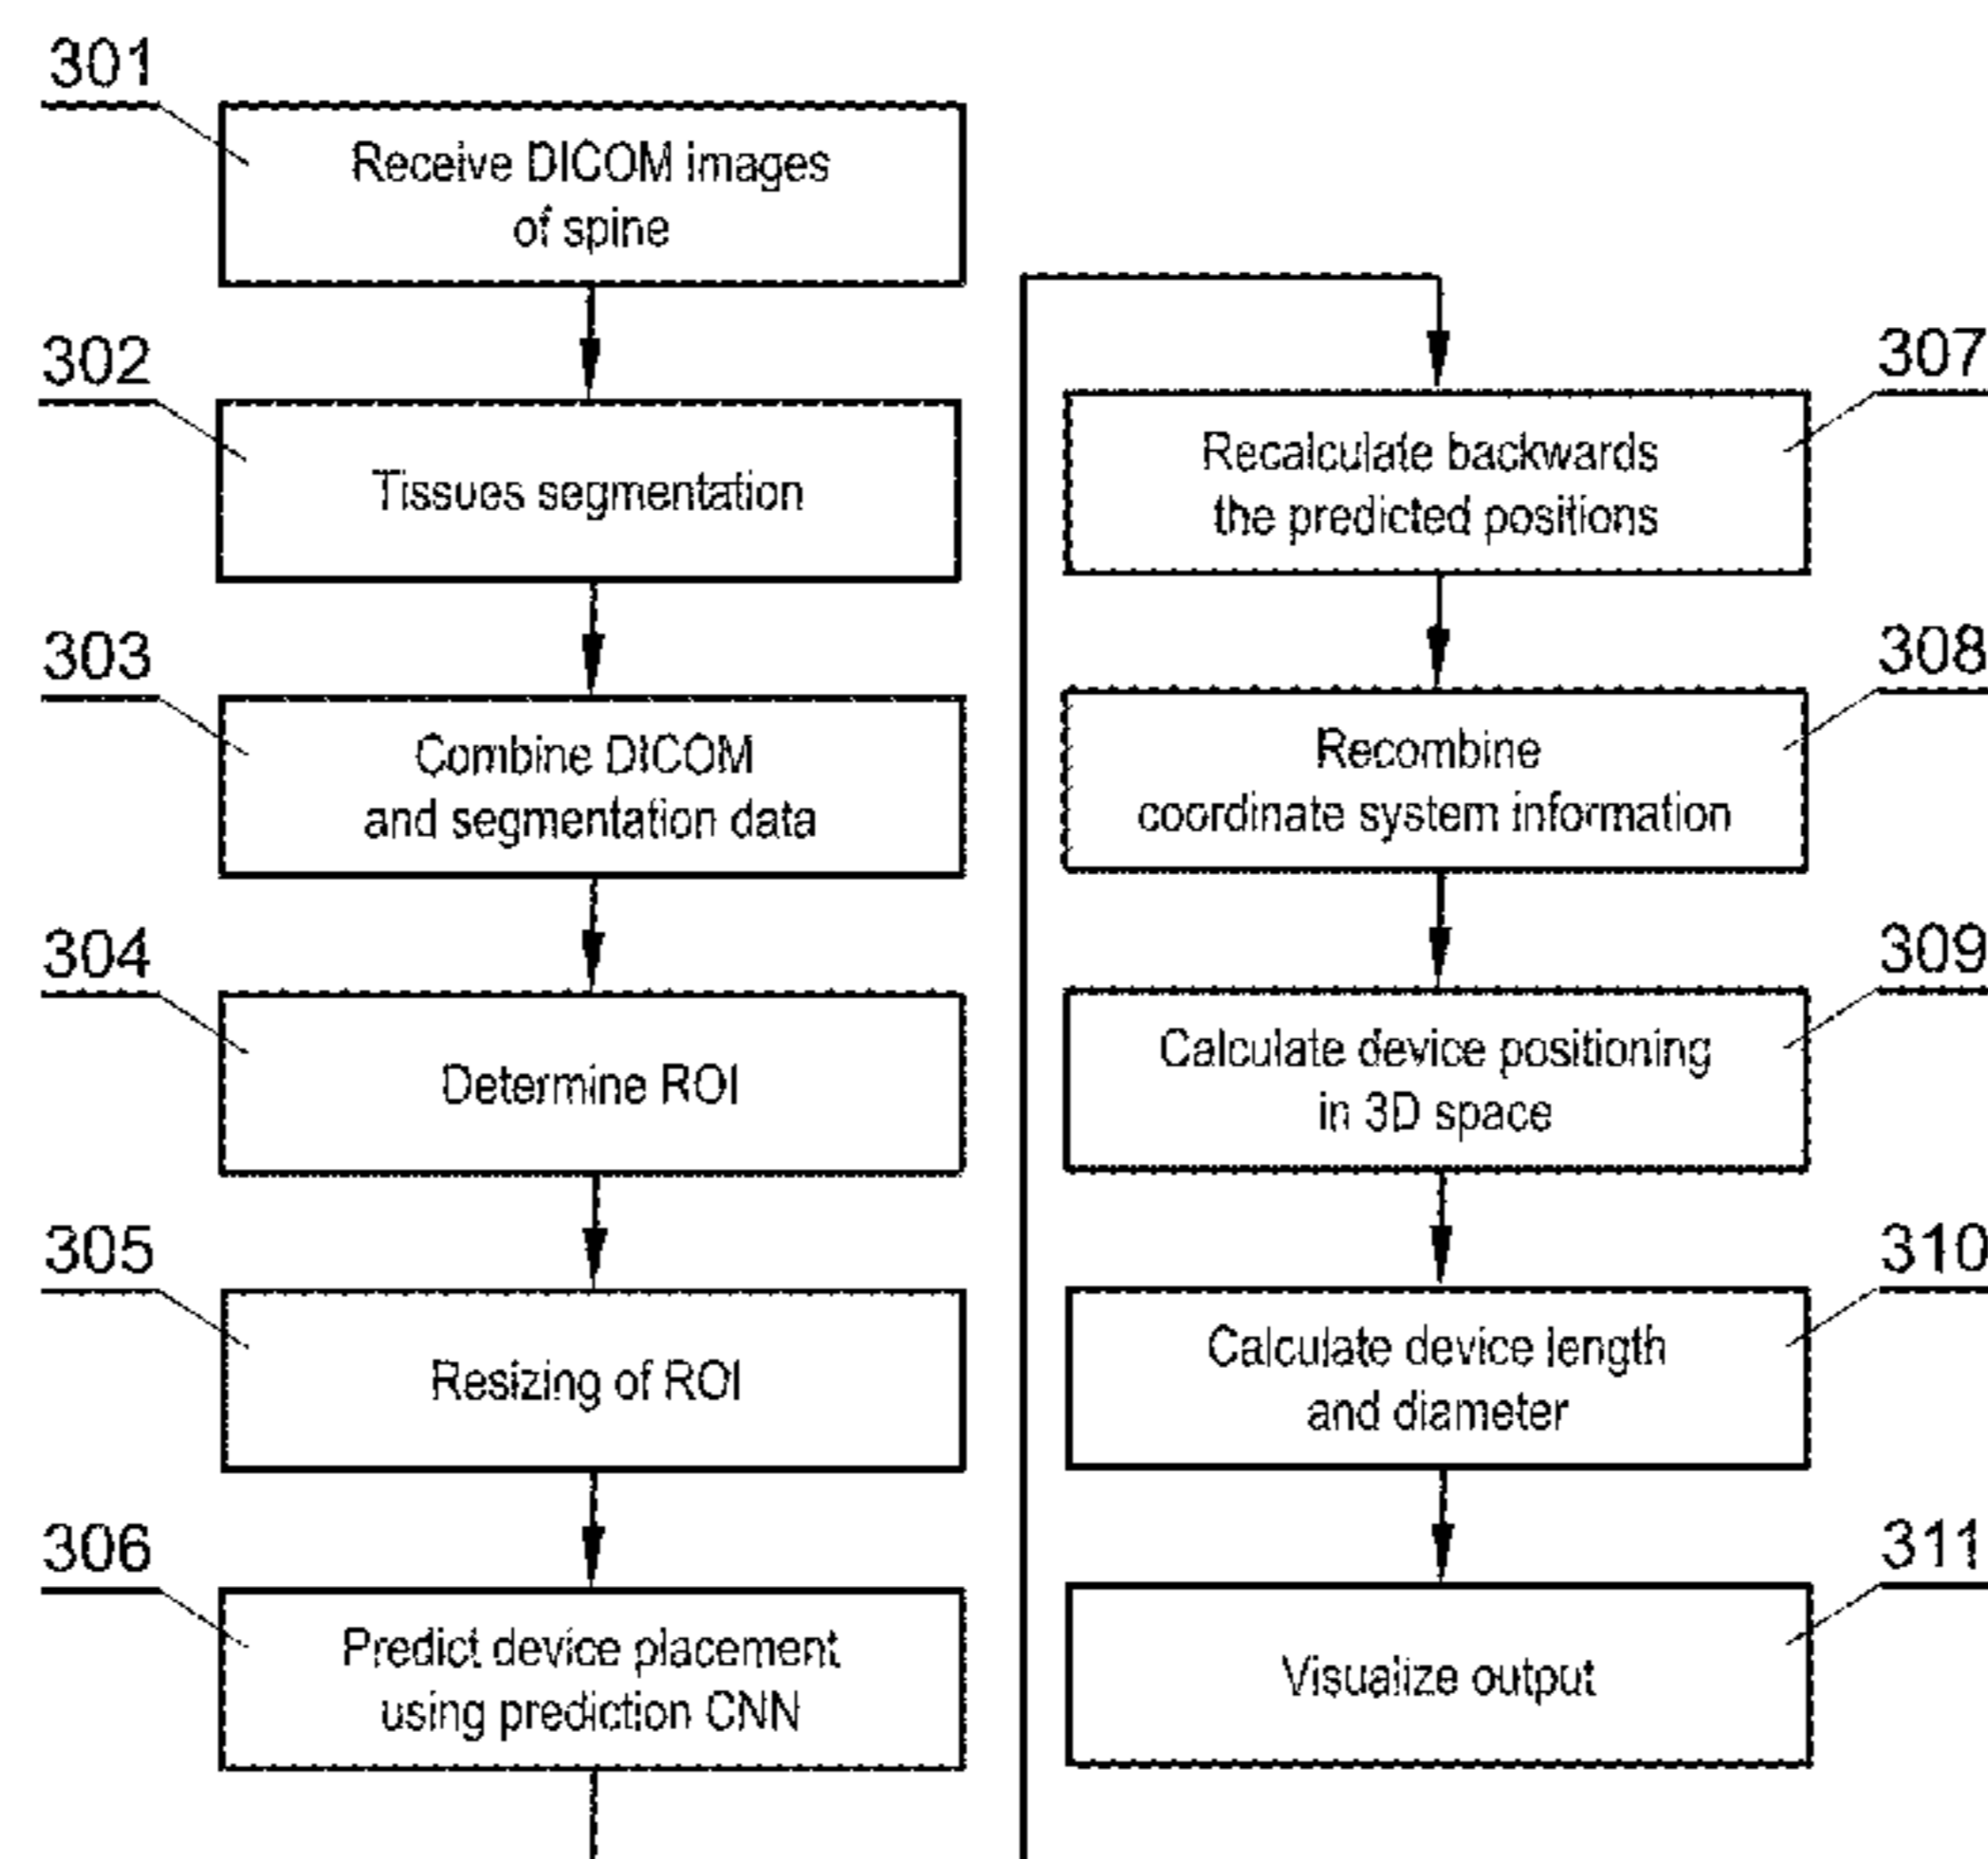 301
Receive DICOM images
of spine
302
Tissues segmentation
303
Combine DICOM
and segmentation data
304
Determine ROI
305
Resizing of ROI
306
Predict device placement
using prediction CNN
307
Recalculate backwards
the predicted positions
308
Recombine
coordinate system information
309
Calculate device positioning
in 3D space
310
Calculate device length
and diameter
311
Visualize output